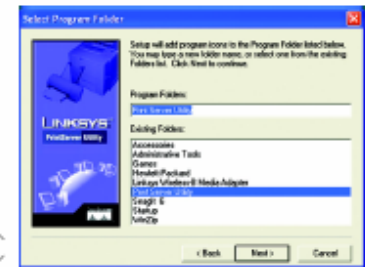 Select Program Folder
Setup will add program icons to the Program Folder listed below.
You may type a new folder name, or select one from the existing
Folders list. Click Next to continue.
Program Folders:
Print Server Utility
Existing Folders:
Accessories
Administrative Tools
Games
Hewlett-Packard
Linksys Wireless-B Media Adapter
Print Server Utility
SnagIt 6
Startup
WinZip
LINKSYS
PrintServer Utility
< Back
Next >
Cancel